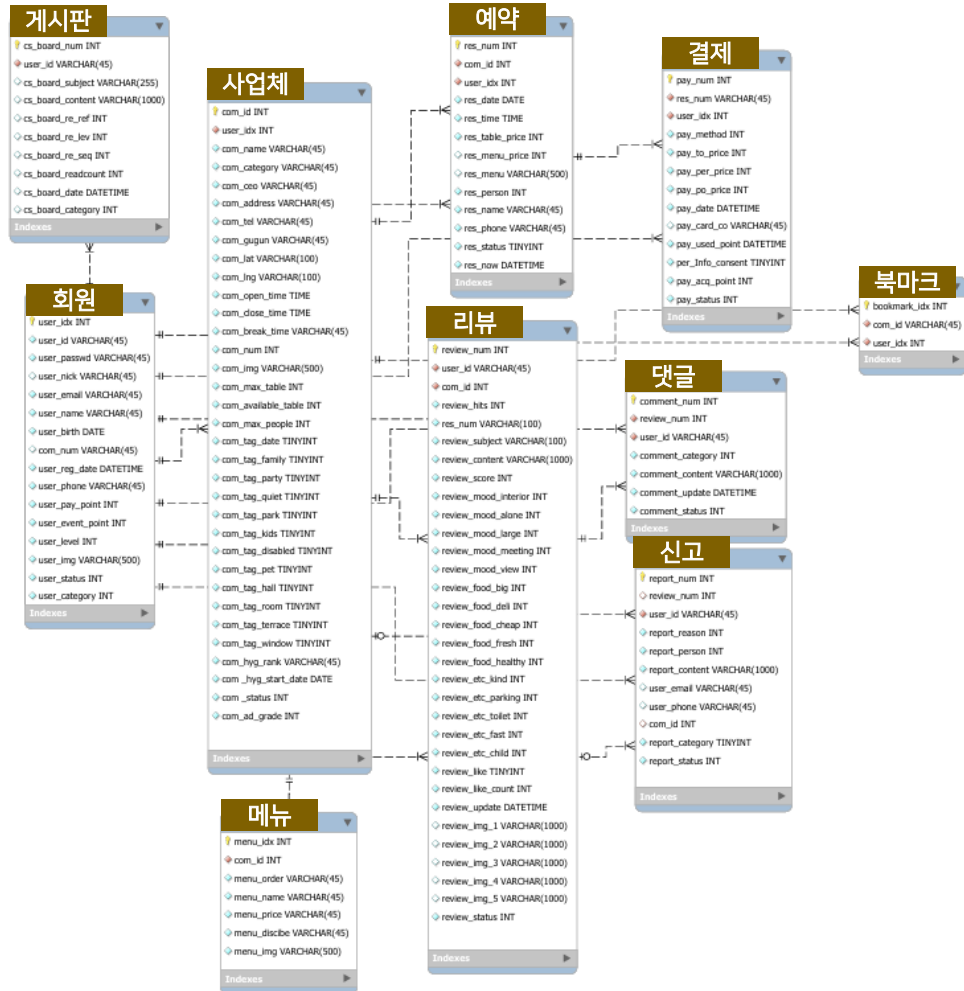 게시판
cs_board_num INT
user_id VARCHAR(45)
cs_board_subject VARCHAR(255)
cs_board_content VARCHAR(1000)
cs_board_re_ref INT
cs_board_re_lev INT
cs_board_re_seq INT
cs_board_readcount INT
cs_board_date DATETIME
cs_board_category INT
Indexes
회원
user_idx INT
user_id VARCHAR(45)
user_passwd VARCHAR(45)
user_nick VARCHAR(45)
user_email VARCHAR(45)
user_name VARCHAR(45)
user_birth DATE
com_num VARCHAR(45)
user_reg_date DATETIME
user_phone VARCHAR(45)
user_pay_point INT
user_event_point INT
user_level INT
user_img VARCHAR(500)
user_status INT
user_category INT
Indexes
사업체
com_id INT
user_idx INT
com_name VARCHAR(45)
com_category VARCHAR(45)
com_ceo VARCHAR(45)
com_address VARCHAR(45)
com_tel VARCHAR(45)
com_gugun VARCHAR(45)
com_lat VARCHAR(100)
com_lng VARCHAR(100)
com_open_time TIME
com_close_time TIME
com_break_time VARCHAR(45)
com_num INT
com_img VARCHAR(500)
com_max_table INT
com_available_table INT
com_max_people INT
com_tag_date TINYINT
com_tag_family TINYINT
com_tag_party TINYINT
com_tag_quiet TINYINT
com_tag_park TINYINT
com_tag_kids TINYINT
com_tag_disabled TINYINT
com_tag_pet TINYINT
com_tag_hall TINYINT
com_tag_room TINYINT
com_tag_terrace TINYINT
com_tag_window TINYINT
com_hyg_rank VARCHAR(45)
com _hyg_start_date DATE
com _status INT
com_ad_grade INT
Indexes
메뉴
menu_idx INT
com_id INT
menu_order VARCHAR(45)
menu_name VARCHAR(45)
menu_price VARCHAR(45)
menu_discibe VARCHAR(45)
menu_img VARCHAR(500)
Indexes
예약
res_num INT
com_id INT
user_idx INT
res_date DATE
res_time TIME
res_table_price INT
res_menu_price INT
res_menu VARCHAR(500)
res_person INT
res_name VARCHAR(45)
res_phone VARCHAR(45)
res_status TINYINT
res_now DATETIME
Indexes
리뷰
review_num INT
user_id VARCHAR(45)
com_id INT
review_hits INT
res_num VARCHAR(100)
review_subject VARCHAR(100)
review_content VARCHAR(1000)
review_score INT
review_mood_interior INT
review_mood_alone INT
review_mood_large INT
review_mood_meeting INT
review_mood_view INT
review_food_big INT
review_food_deli INT
review_food_cheap INT
review_food_fresh INT
review_food_healthy INT
review_etc_kind INT
review_etc_parking INT
review_etc_toilet INT
review_etc_fast INT
review_etc_child INT
review_like TINYINT
review_like_count INT
review_update DATETIME
review_img_1 VARCHAR(1000)
review_img_2 VARCHAR(1000)
review_img_3 VARCHAR(1000)
review_img_4 VARCHAR(1000)
review_img_5 VARCHAR(1000)
review_status INT
Indexes
결제
pay_num INT
res_num VARCHAR(45)
user_idx INT
pay_method INT
pay_to_price INT
pay_per_price INT
pay_po_price INT
pay_date DATETIME
pay_card_co VARCHAR(45)
pay_used_point DATETIME
per_Info_consent TINYINT
pay_acq_point INT
pay_status INT
Indexes
북마크
bookmark_idx INT
com_id VARCHAR(45)
user_idx INT
Indexes
댓글
comment_num INT
review_num INT
user_id VARCHAR(45)
comment_category INT
comment_content VARCHAR(1000)
comment_update DATETIME
comment_status INT
Indexes
신고
report_num INT
review_num INT
user_id VARCHAR(45)
report_reason INT
report_person INT
report_content VARCHAR(1000)
user_email VARCHAR(45)
user_phone VARCHAR(45)
com_id INT
report_category TINYINT
report_status INT
Indexes